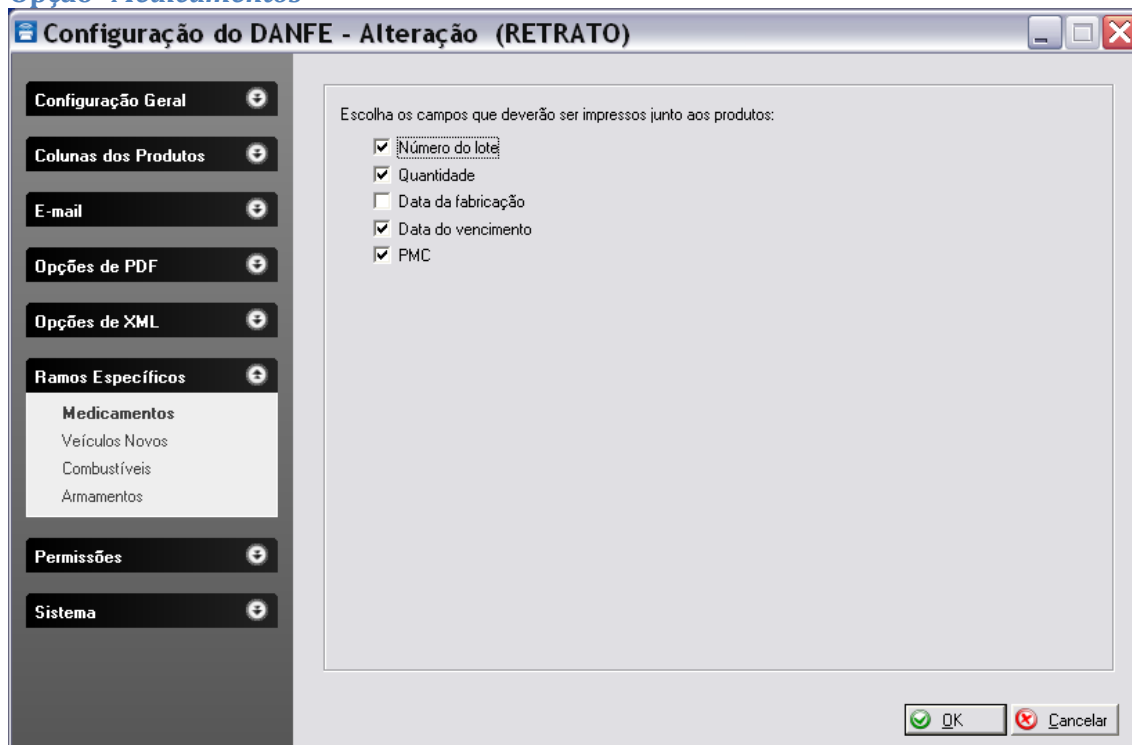 Opção "Medicamentos"
Configuração do DANFE - Alteração (RETRATO)
Configuração Geral
Colunas dos Produtos
E-mail
Opções de PDF
Opções de XML
Ramos Específicos
Medicamentos
Veículos Novos
Combustíveis
Armamentos
Permissões
Sistema
Escolha os campos que deverão ser impressos junto aos produtos:
Número do lote
Quantidade
Data da fabricação
Data do vencimento
PMC
OK
Cancelar